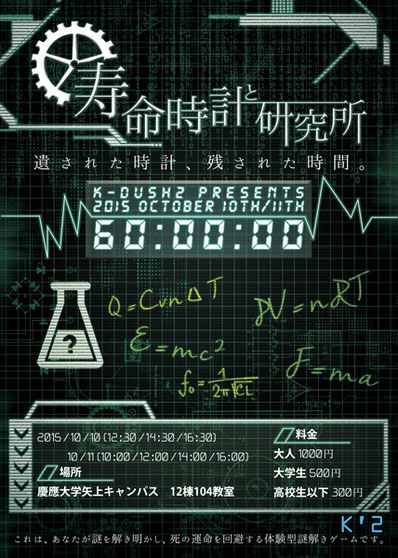 寿命時計と研究所
遺された時計、残された時間。
K-DUSH2 PRESENTS
2015 OCTOBER 10TH/11TH
60:00:00
Q=CvnΔT
PV=nRT
E=mc²
f₀=1/2π√CL
F=ma
?
2015/10/10 (12:30/14:30/16:30)
10/11 (10:00/12:00/14:00/16:00)
場所
慶應大学矢上キャンパス 12棟104教室
料金
大人 1000円
大学生 500円
高校生以下 300円
K'2
これは、あなたが謎を解き明かし、死の運命を回避する体験型謎解きゲームです。